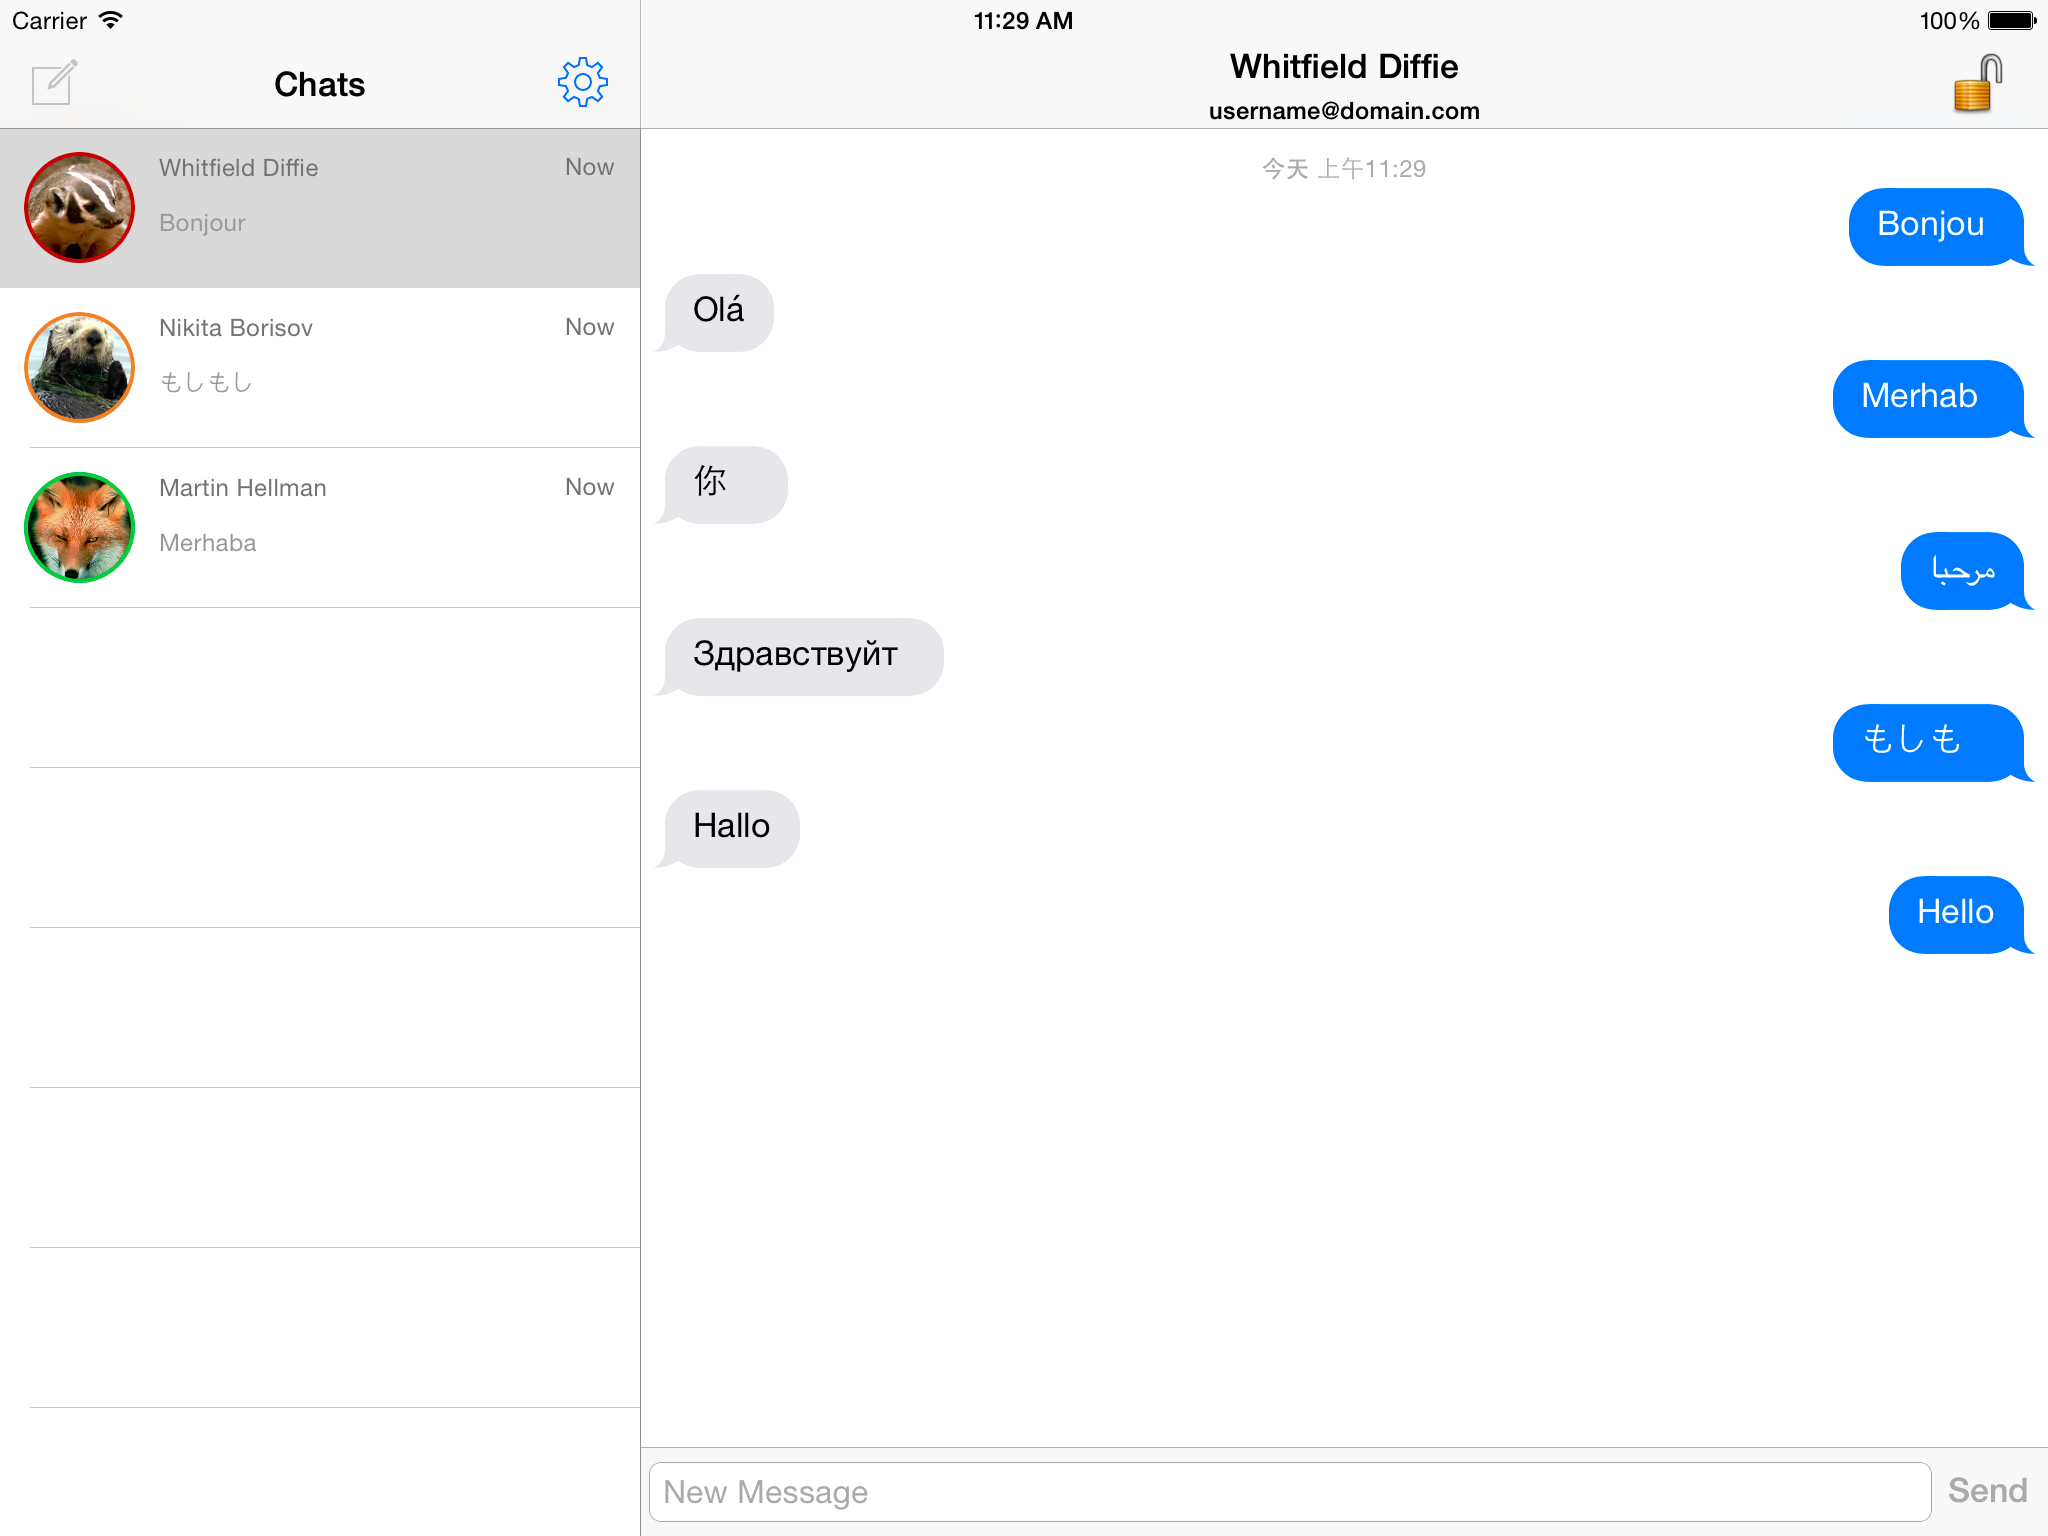 Carrier
11:29 AM
100%
Chats
Whitfield Diffie
Now
Bonjour
Nikita Borisov
Now
もしもし
Martin Hellman
Now
Merhaba
Whitfield Diffie
username@domain.com
今天 上午11:29
Bonjou
Olá
Merhab
你
مرحبا
Здравствуйт
もしも
Hallo
Hello
New Message
Send